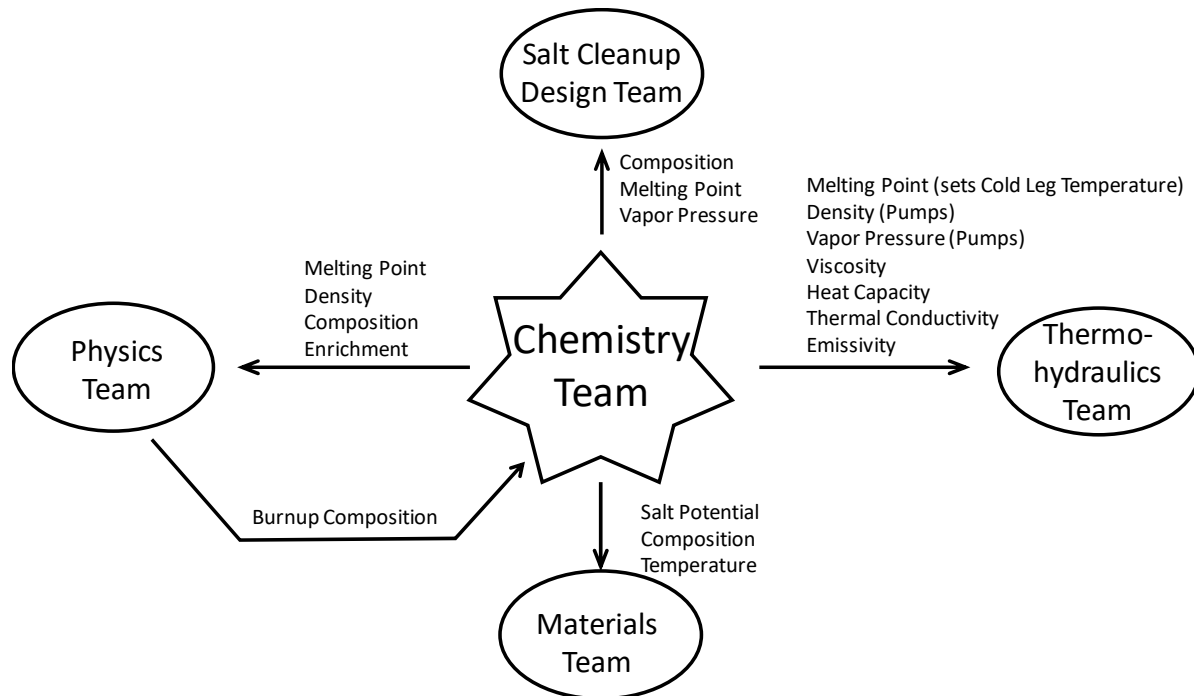 Salt Cleanup
Design Team
Composition
Melting Point
Vapor Pressure
Melting Point (sets Cold Leg Temperature)
Density (Pumps)
Vapor Pressure (Pumps)
Viscosity
Heat Capacity
Thermal Conductivity
Emissivity
Melting Point
Density
Composition
Enrichment
Physics
Team
Chemistry
Team
Thermo-
hydraulics
Team
Burnup Composition
Salt Potential
Composition
Temperature
Materials
Team